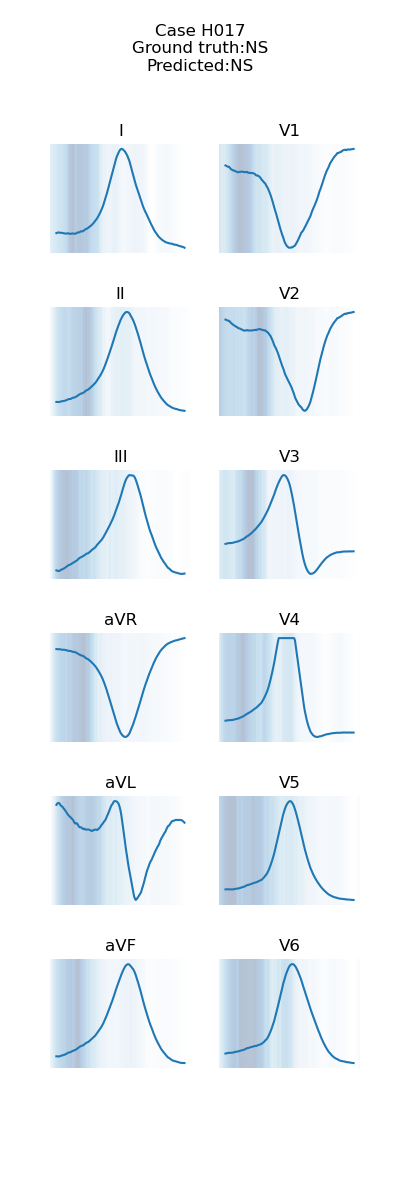 Case H017
Ground truth:NS
Predicted:NS
I
V1
II
V2
III
V3
aVR
V4
aVL
V5
aVF
V6